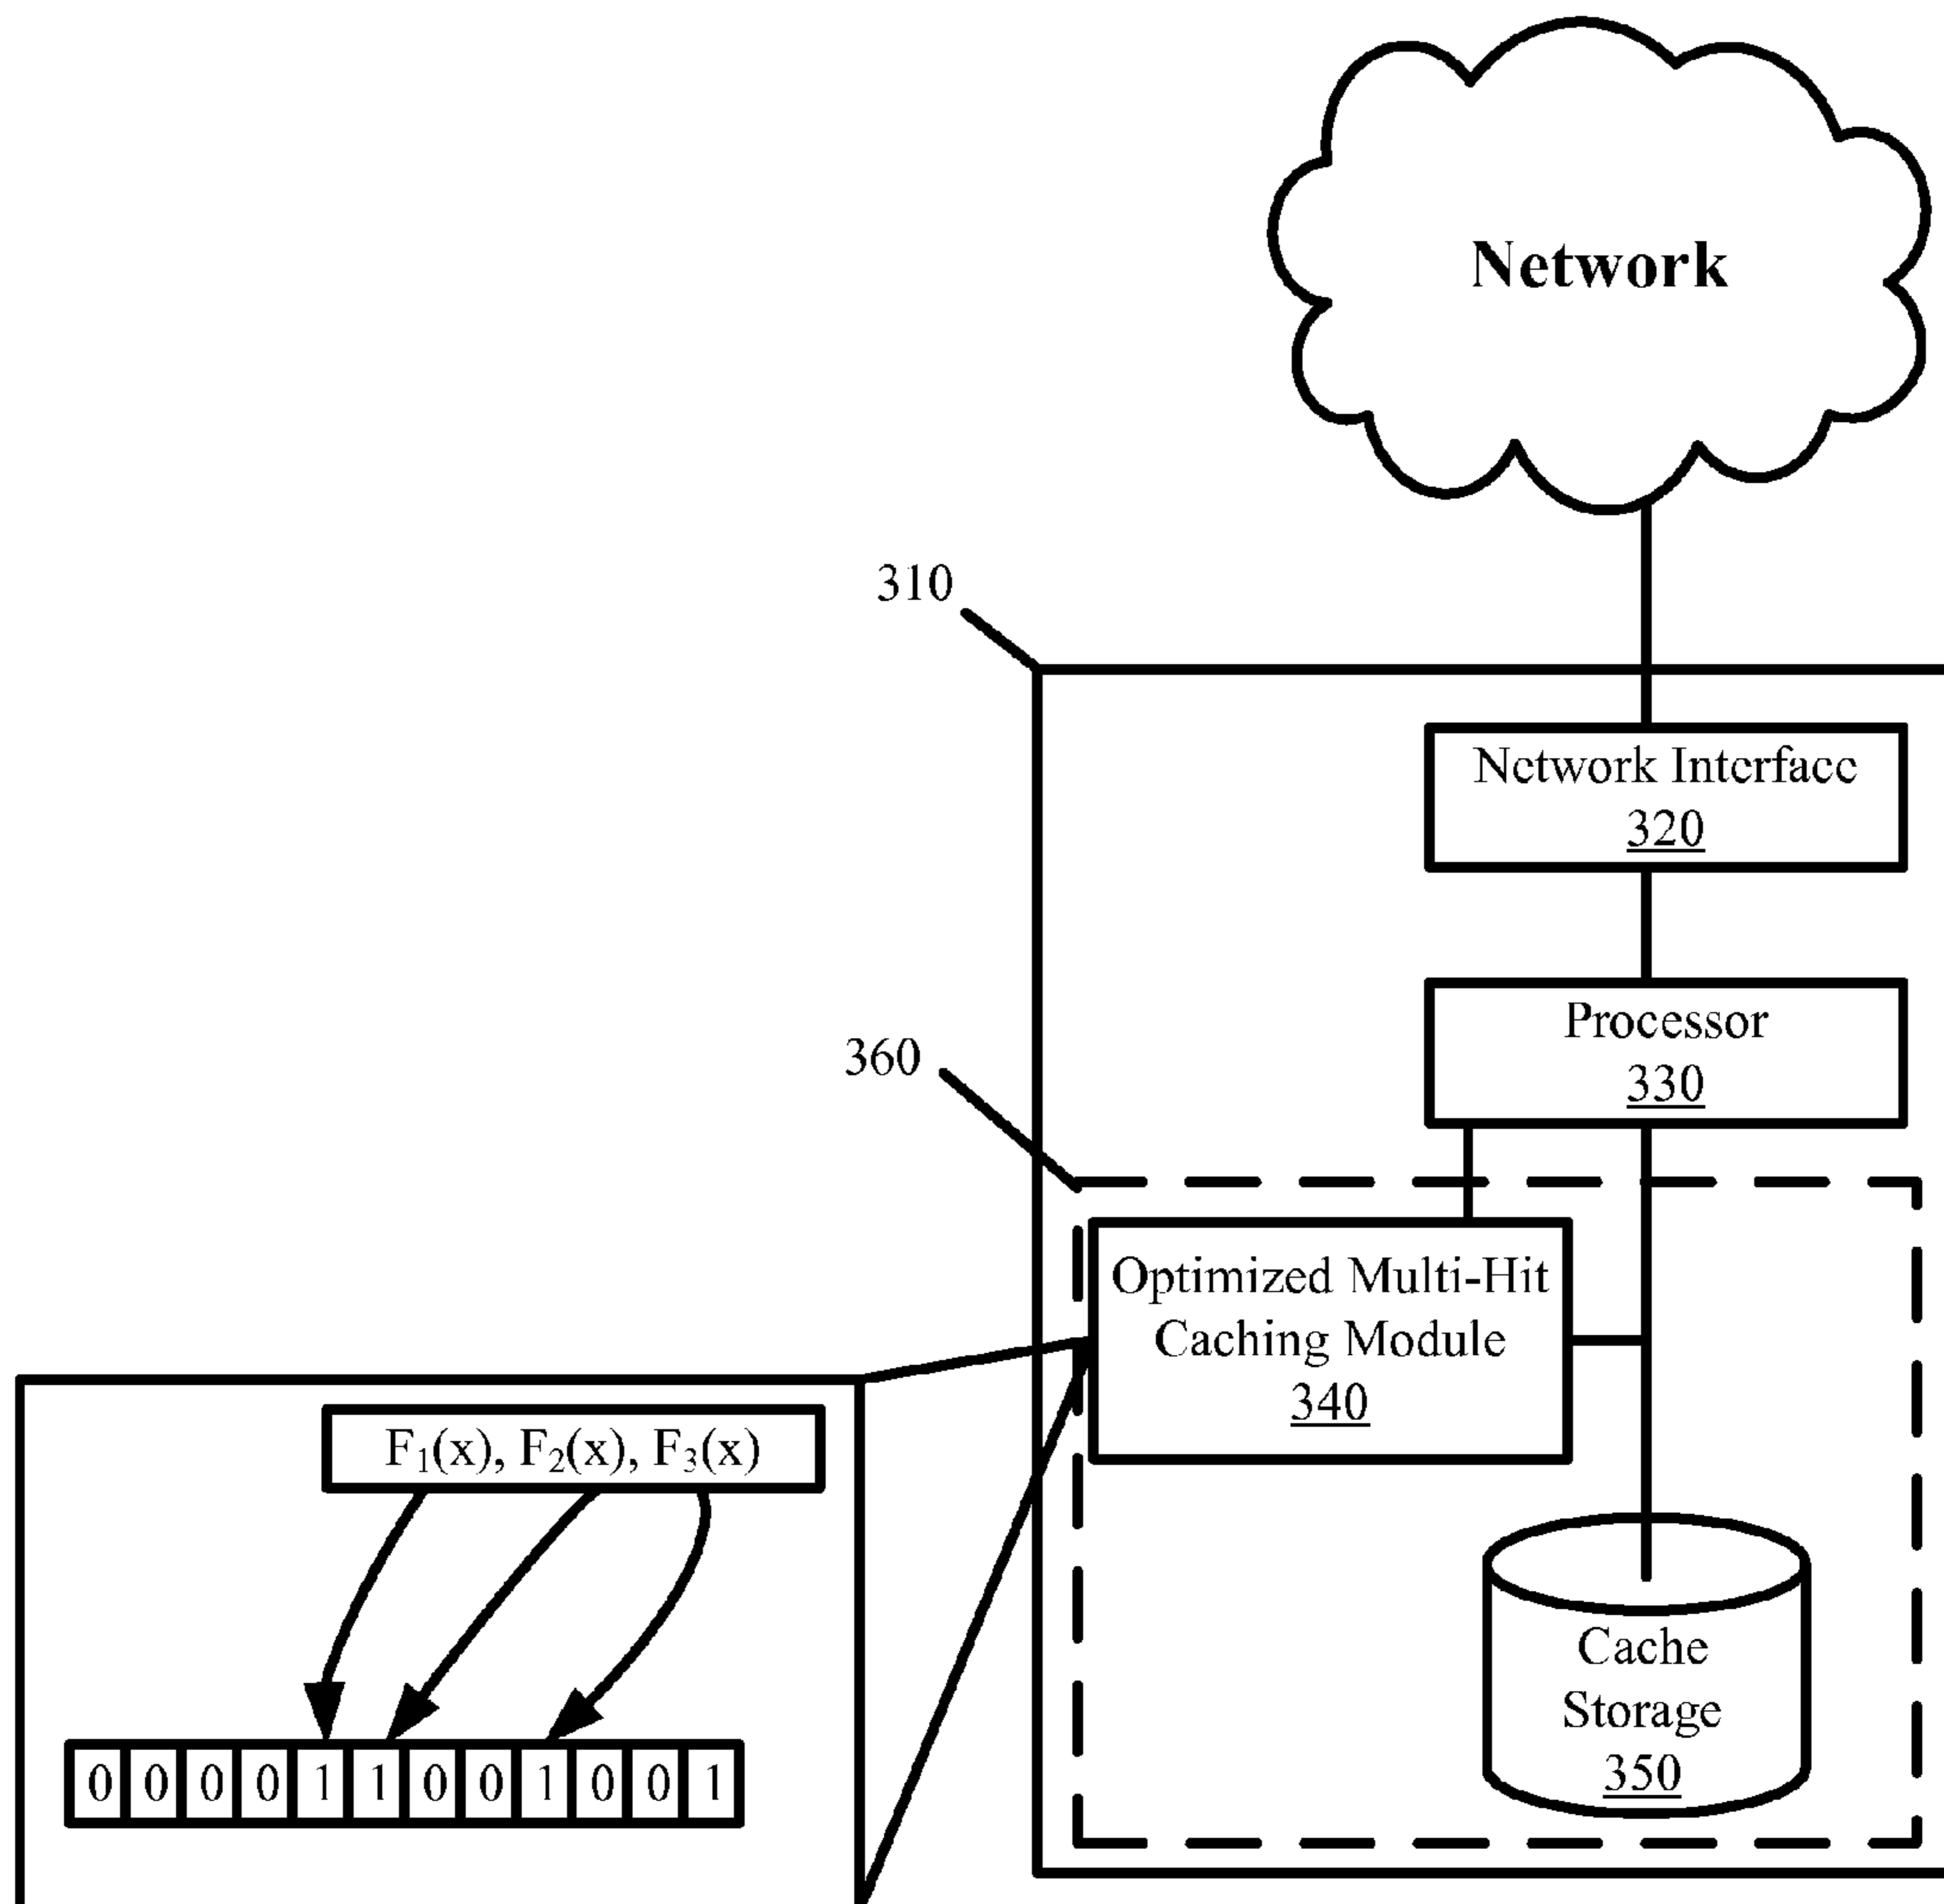 Network
310
Network Interface
320
Processor
330
360
Optimized Multi-Hit
Caching Module
340
F₁(x), F₂(x), F₃(x)
0 0 0 0 1 1 0 0 1 0 0 1
Cache
Storage
350